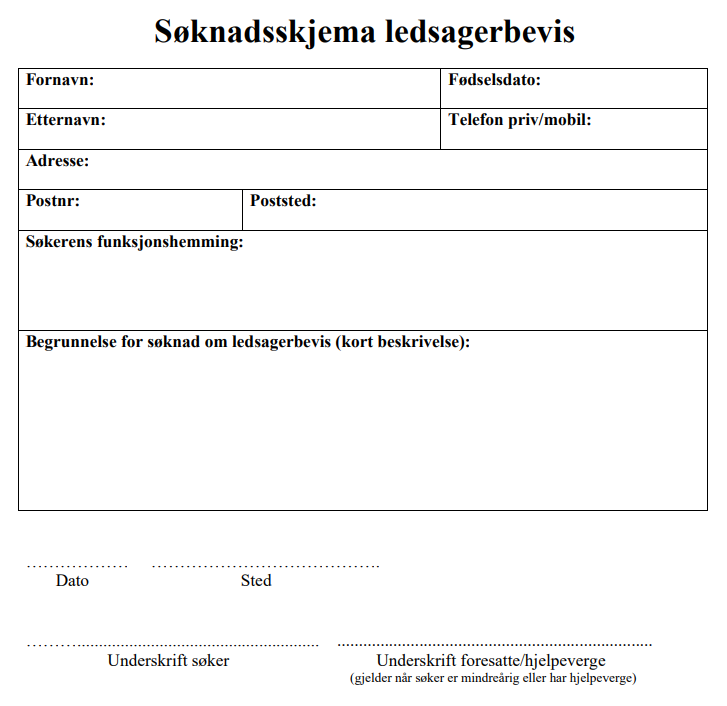 Søknadsskjema ledsagerbevis
Fornavn: Fødselsdato:
Etternavn: Telefon priv/mobil:
Adresse:
Postnr: Poststed:
Søkerens funksjonshemming:
Begrunnelse for søknad om ledsagerbevis (kort beskrivelse):
……………… ………………………………….
Dato Sted
………........................................................ .........................................................................
Underskrift søker Underskrift foresatte/hjelpeverge
(gjelder når søker er mindreårig eller har hjelpeverge)